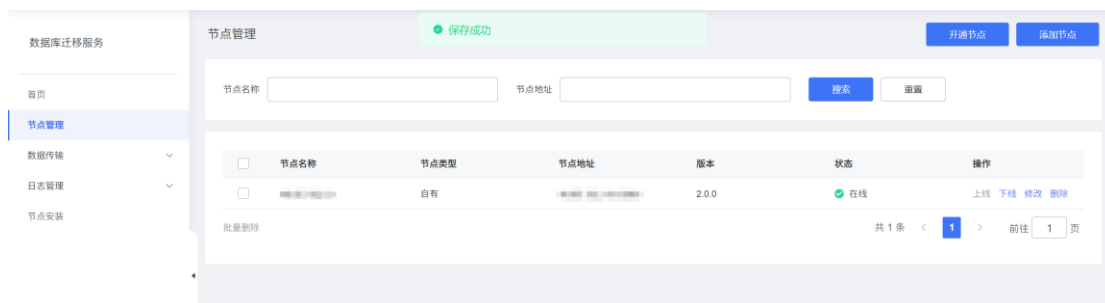 数据库迁移服务
节点管理
保存成功
开通节点 添加节点
首页
节点管理
数据传输
日志管理
节点安装
节点名称 节点地址 搜索 重置
节点名称 节点类型 节点地址 版本 状态 操作
自有 2.0.0 在线 上线 下线 修改 删除
批量删除 共 1 条 < 1 > 前往 1 页